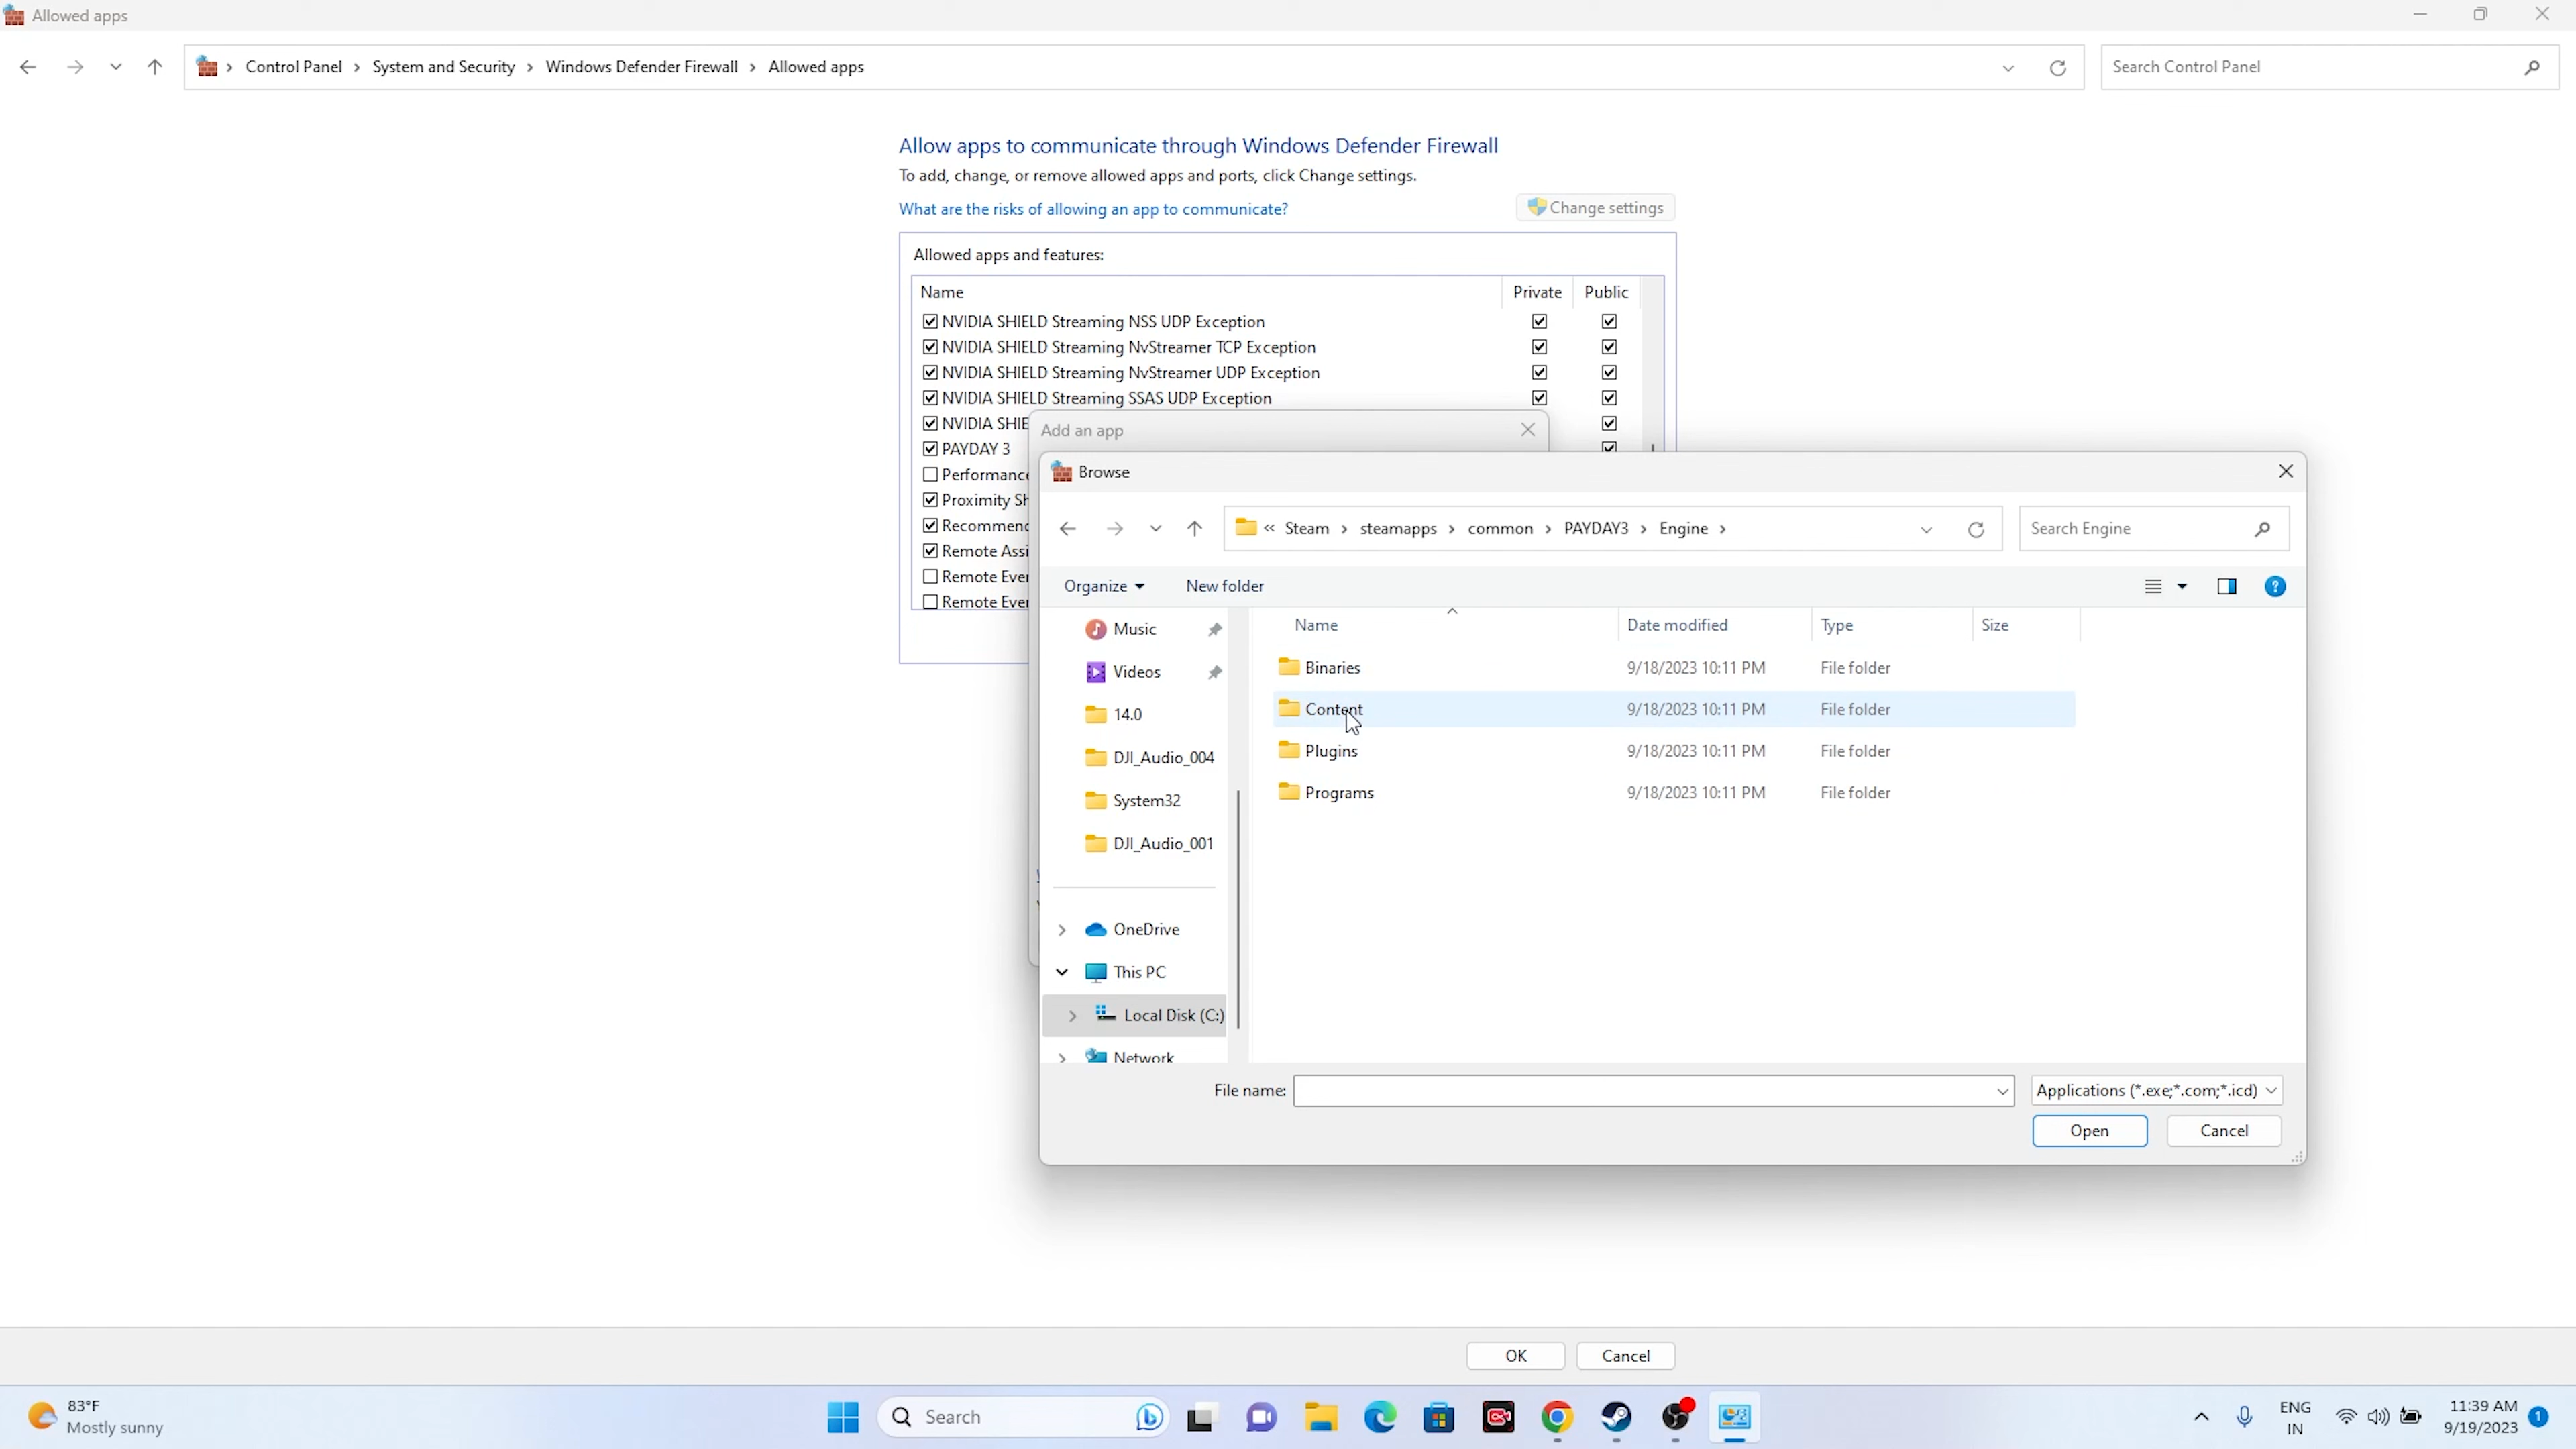 Allowed apps
Control Panel > System and Security > Windows Defender Firewall > Allowed apps
Search Control Panel
Allow apps to communicate through Windows Defender Firewall
To add, change, or remove allowed apps and ports, click Change settings.
What are the risks of allowing an app to communicate?
Change settings
Allowed apps and features:
Name Private Public
NVIDIA SHIELD Streaming NSS UDP Exception
NVIDIA SHIELD Streaming NvStreamer TCP Exception
NVIDIA SHIELD Streaming NvStreamer UDP Exception
NVIDIA SHIELD Streaming SSAS UDP Exception
NVIDIA SHIE
PAYDAY 3
Performance
Proximity Sh
Recommend
Remote Assi
Remote Ever
Remote Ever
Add an app
Browse
« Steam > steamapps > common > PAYDAY3 > Engine >
Search Engine
Organize
New folder
Music
Videos
14.0
DJI_Audio_004
System32
DJI_Audio_001
OneDrive
This PC
Local Disk (C:)
Network
Name Date modified Type Size
Binaries 9/18/2023 10:11 PM File folder
Content 9/18/2023 10:11 PM File folder
Plugins 9/18/2023 10:11 PM File folder
Programs 9/18/2023 10:11 PM File folder
File name:
Applications (*.exe;*.com;*.icd)
Open
Cancel
OK
Cancel
83°F
Mostly sunny
Search
ENG
IN
11:39 AM
9/19/2023
1